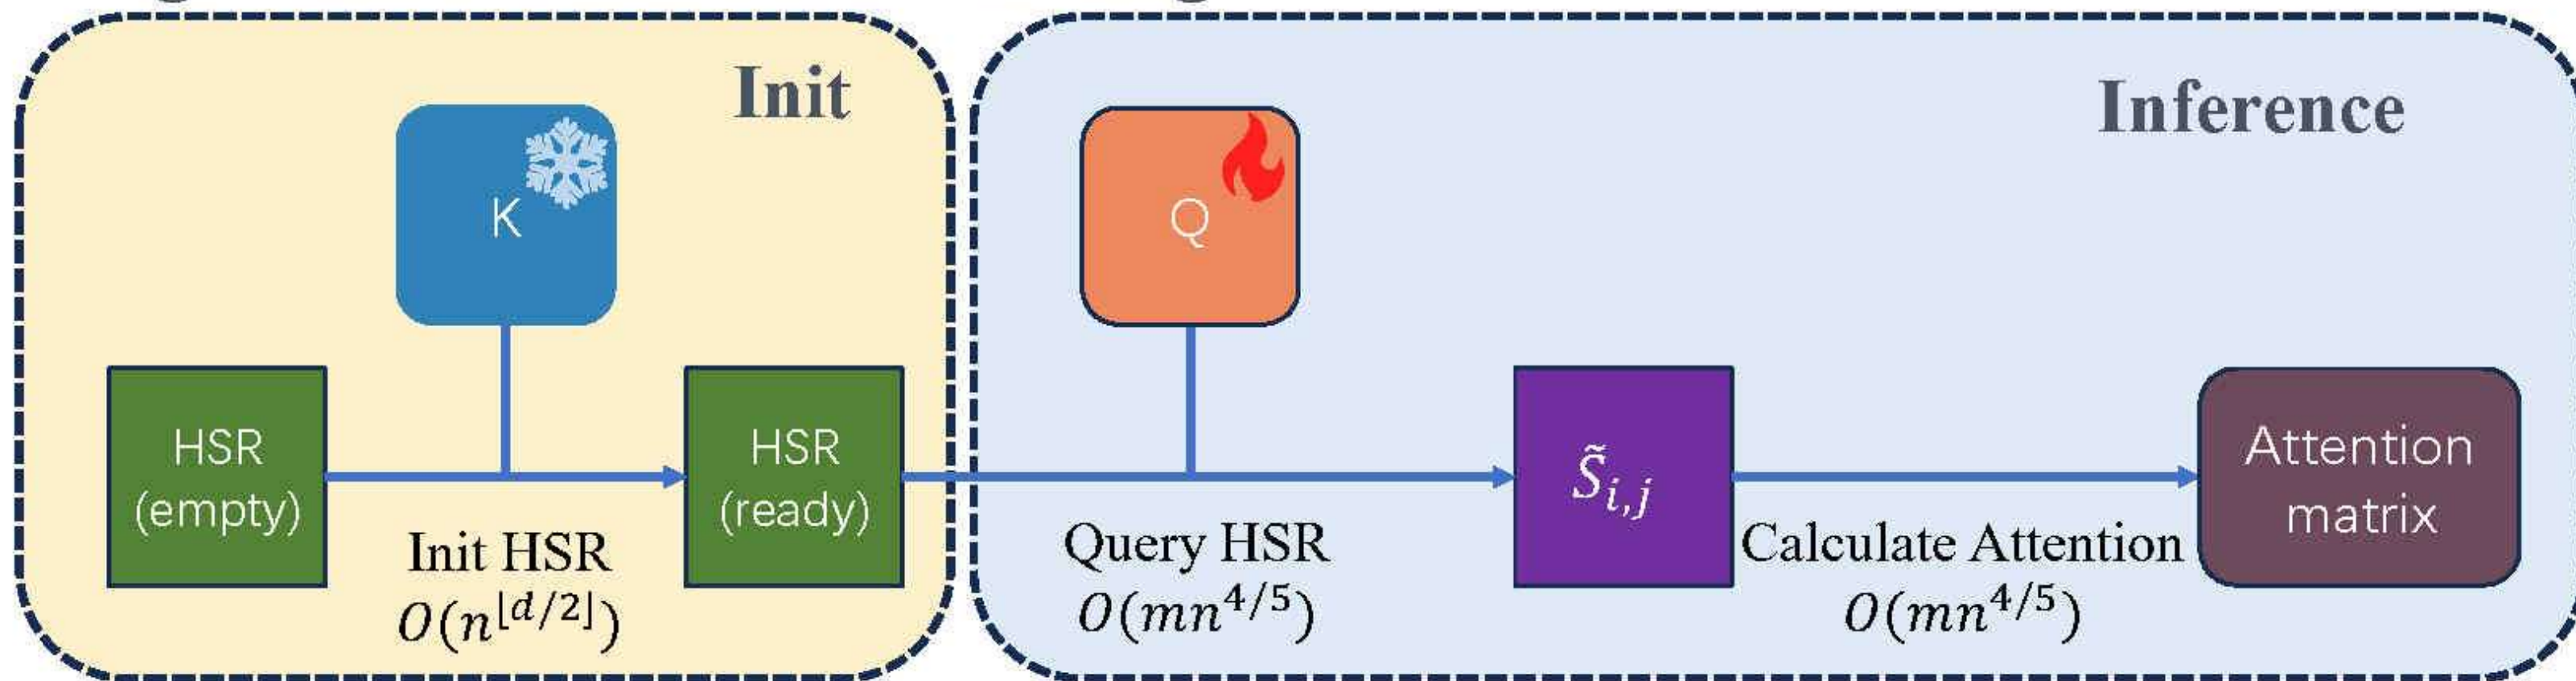 Init
Inference
K
Q
HSR
(empty)
Init HSR
O(n^{⌊d/2⌋})
HSR
(ready)
Query HSR
O(mn^{4/5})
S̃_{i,j}
Calculate Attention
O(mn^{4/5})
Attention
matrix